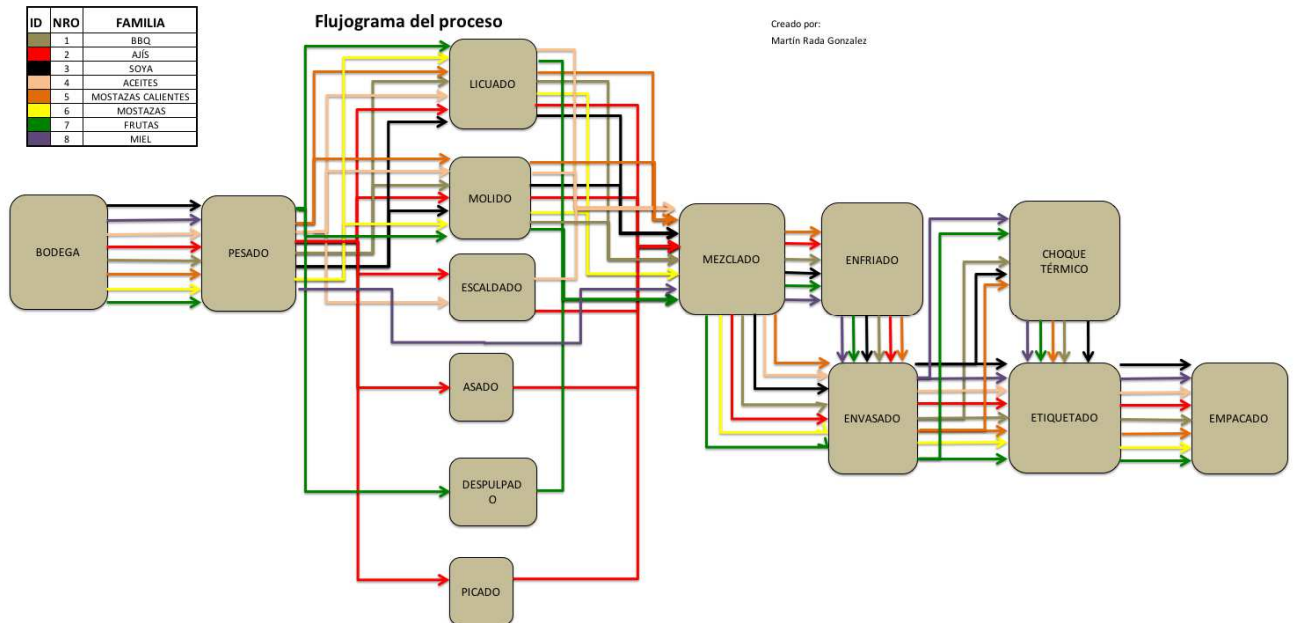 ID NRO FAMILIA
1 BBQ
2 AJÍS
3 SOYA
4 ACEITES
5 MOSTAZAS CALIENTES
6 MOSTAZAS
7 FRUTAS
8 MIEL
Flujograma del proceso
Creado por:
Martín Rada Gonzalez
BODEGA
PESADO
LICUADO
MOLIDO
ESCALDADO
ASADO
DESPULPAD
O
PICADO
MEZCLADO
ENFRIADO
CHOQUE
TÉRMICO
ENVASADO
ETIQUETADO
EMPACADO